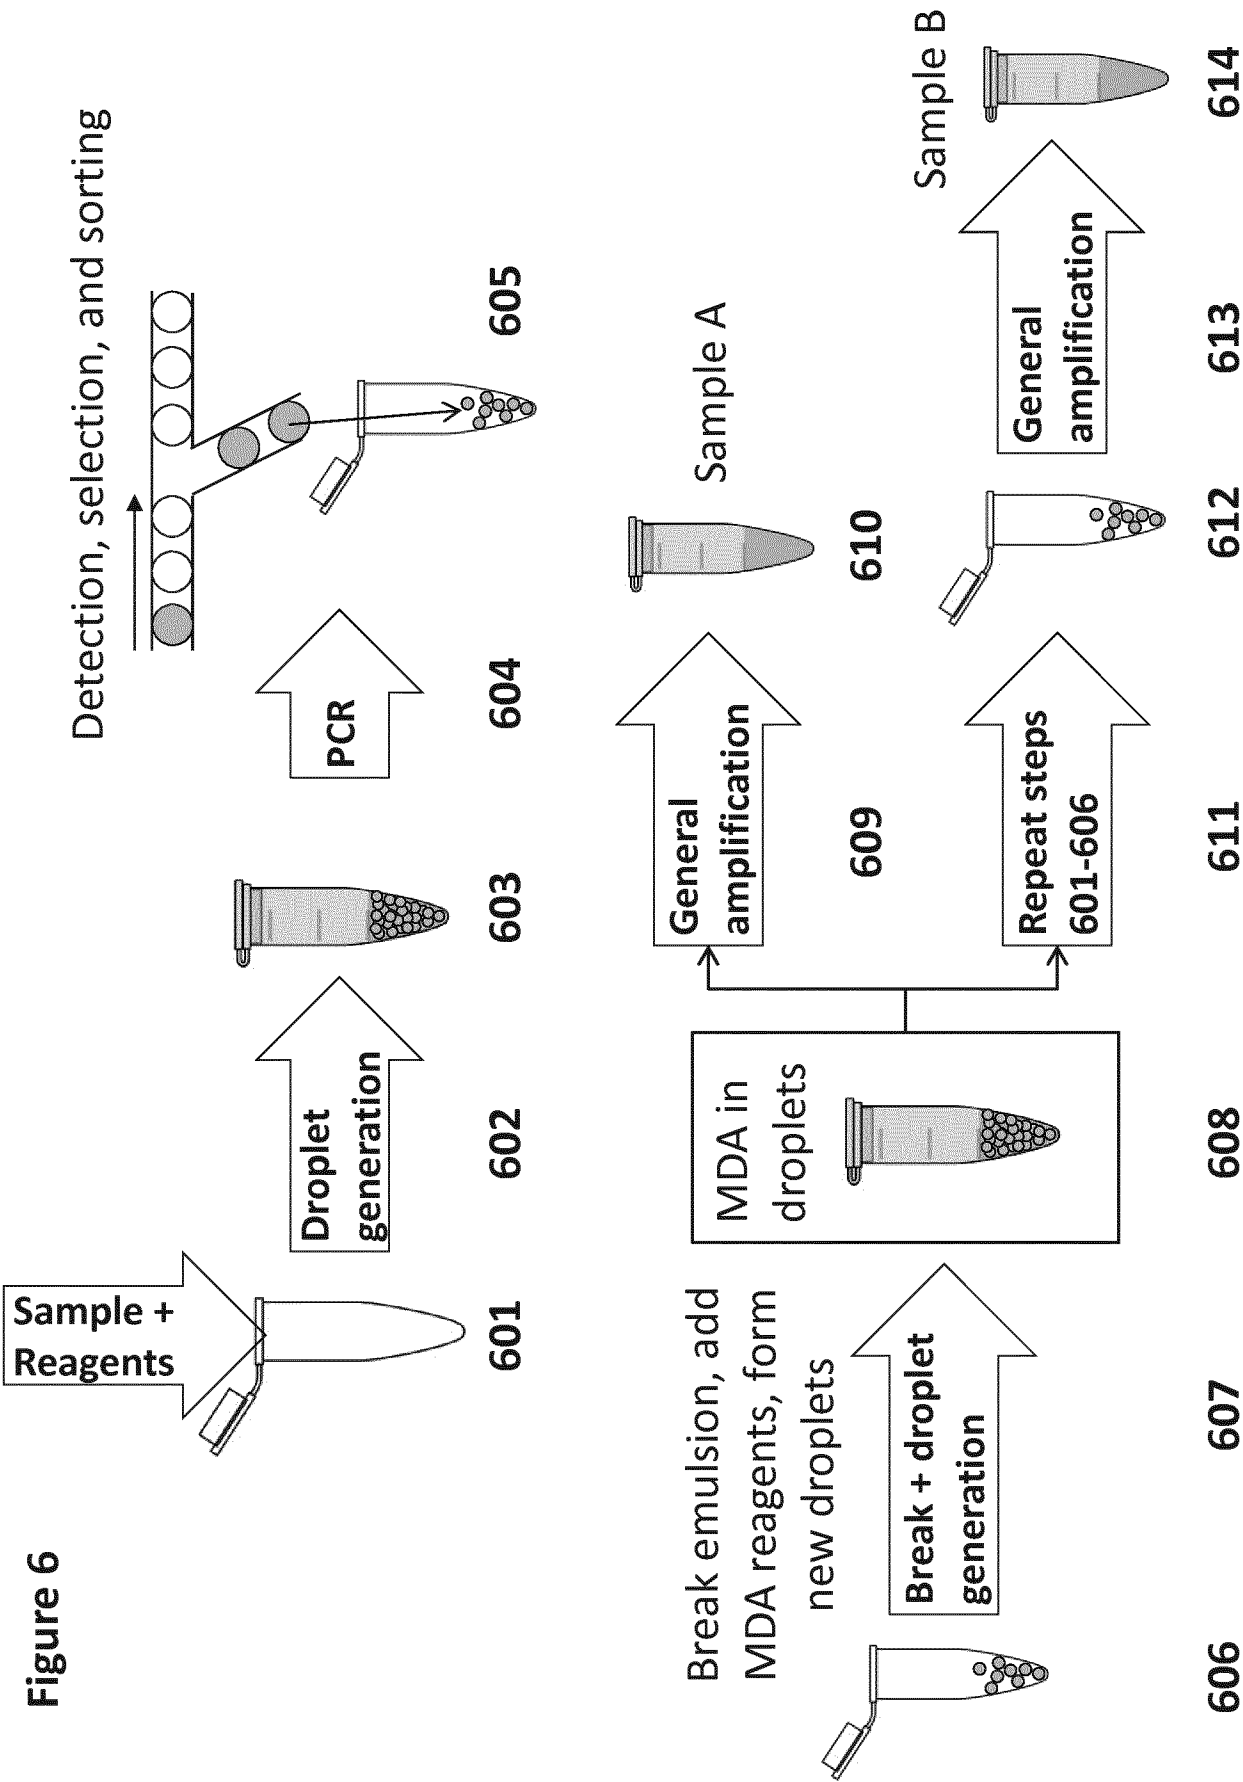 Figure 6
Sample +
Reagents
601
Droplet
generation
602
603
PCR
604
Detection, selection, and sorting
605
606
Break emulsion, add
MDA reagents, form
new droplets
Break + droplet
generation
607
MDA in
droplets
608
General
amplification
609
610
Sample A
Repeat steps
601-606
611
612
General
amplification
613
Sample B
614